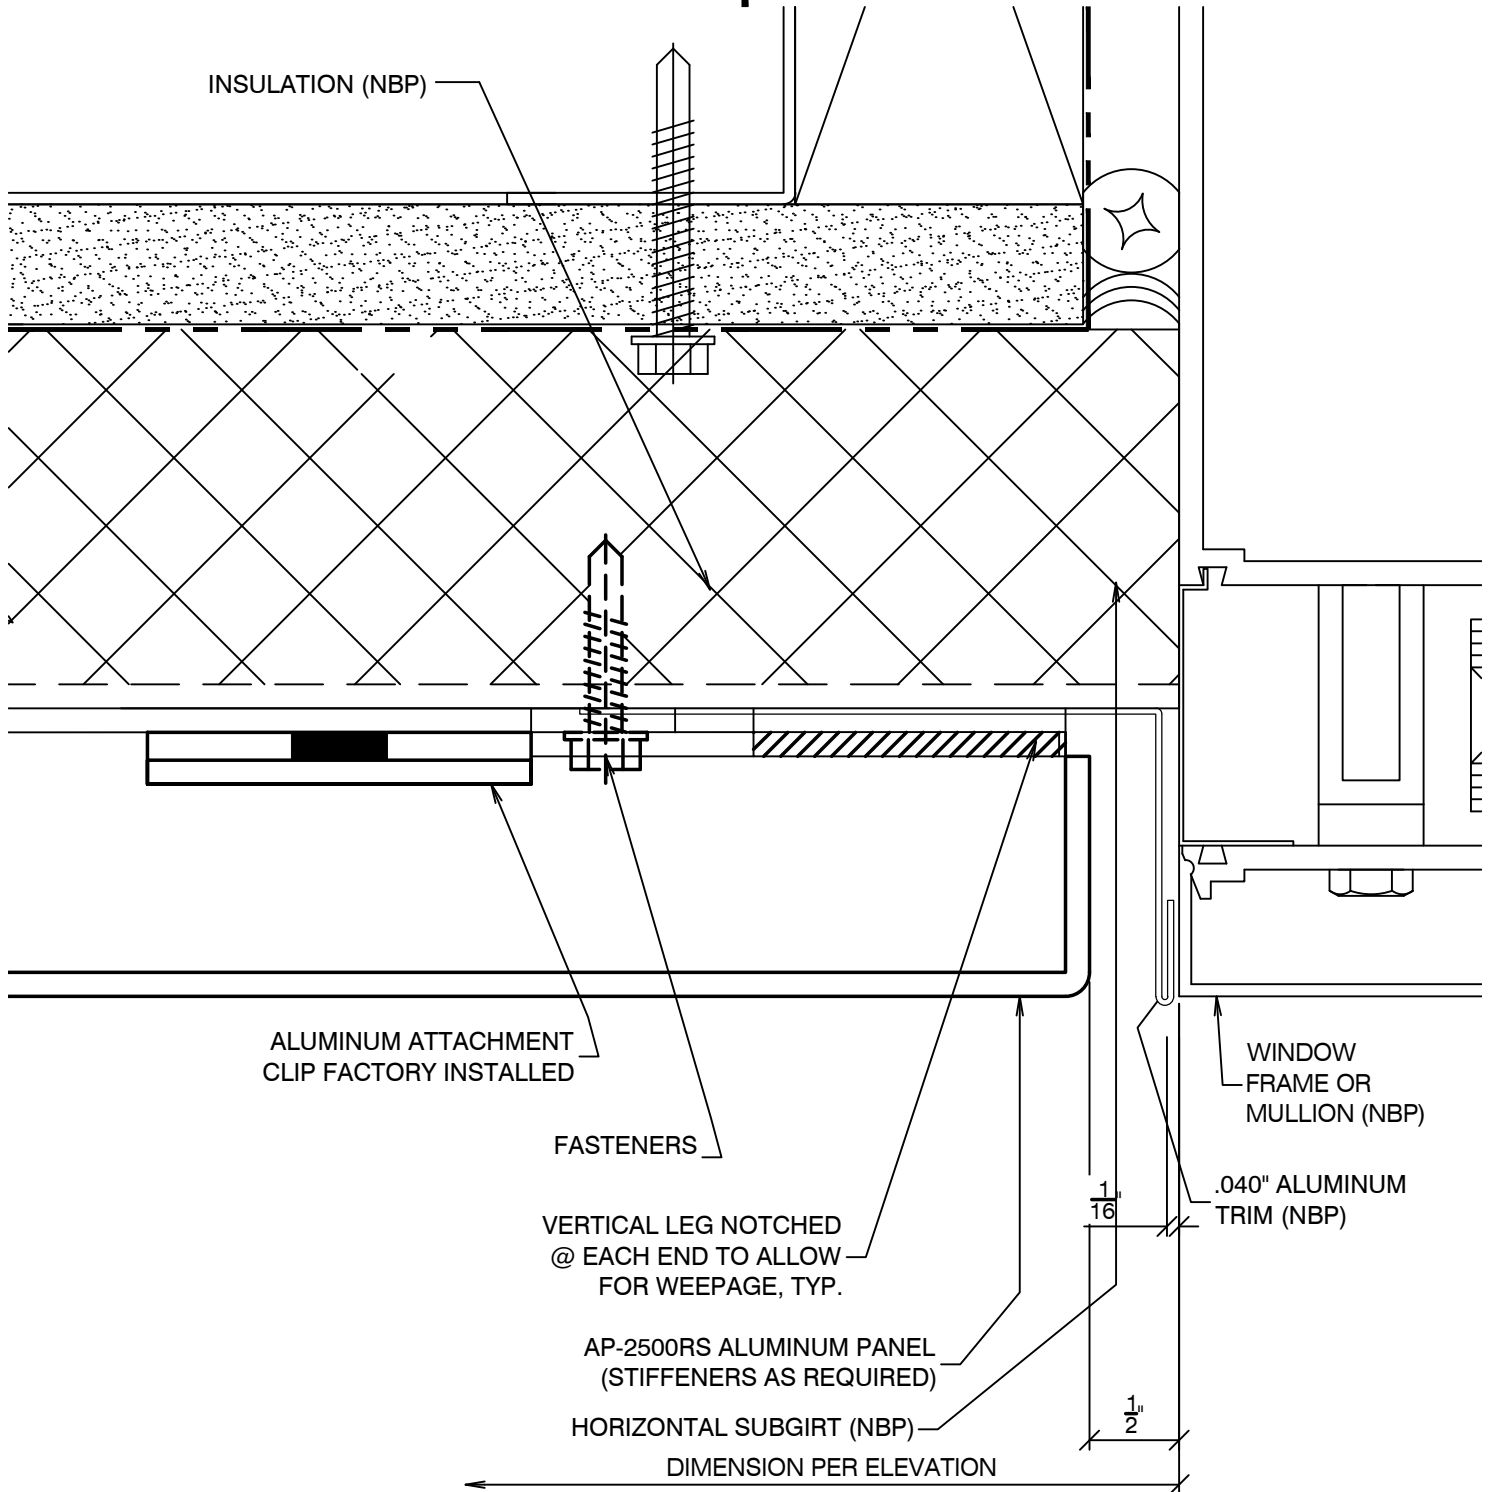 INSULATION (NBP)
ALUMINUM ATTACHMENT
CLIP FACTORY INSTALLED
WINDOW
FRAME OR
MULLION (NBP)
FASTENERS
1/16"
.040" ALUMINUM
TRIM (NBP)
VERTICAL LEG NOTCHED
@ EACH END TO ALLOW
FOR WEEPAGE, TYP.
AP-2500RS ALUMINUM PANEL
(STIFFENERS AS REQUIRED)
1/2"
HORIZONTAL SUBGIRT (NBP)
DIMENSION PER ELEVATION